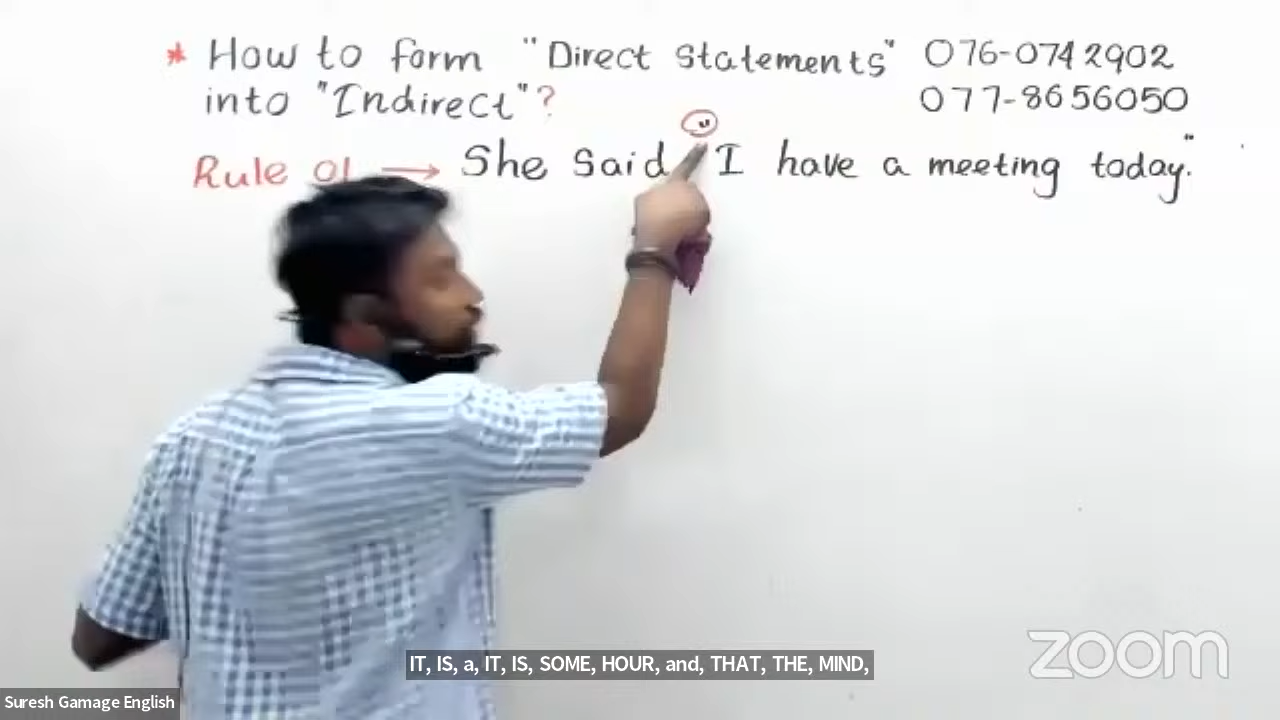 * How to form "Direct Statements" 076-0742902
into "Indirect"? 077-8656050
Rule 01 → She said, "I have a meeting today."
IT, IS, a, IT, IS, SOME, HOUR, and, THAT, THE, MIND,
zoom
Suresh Gamage English